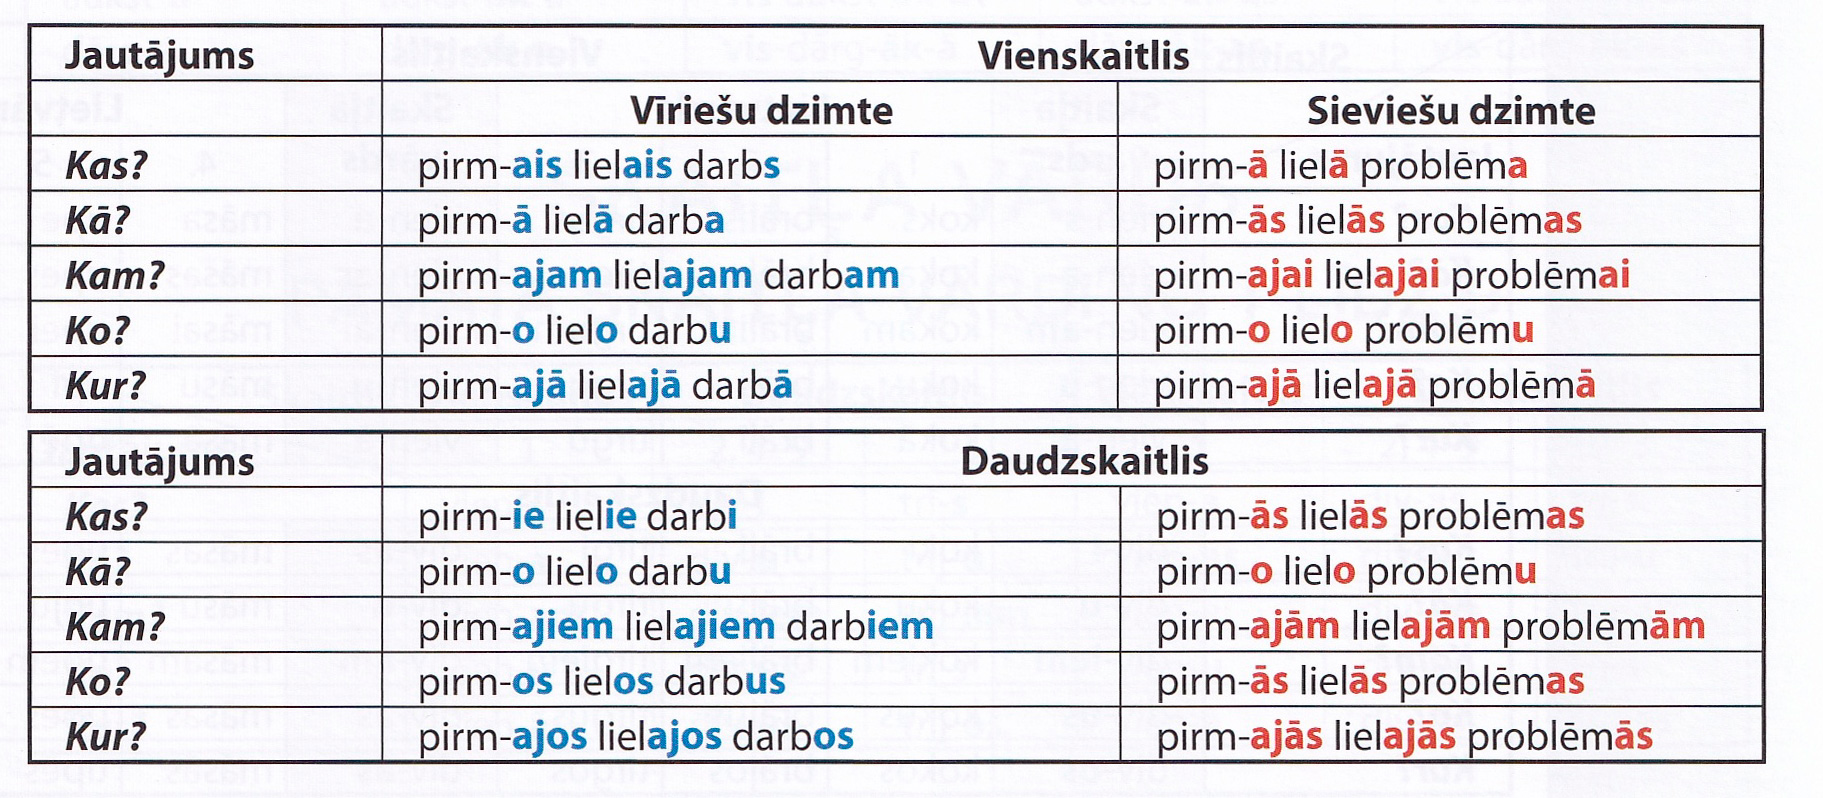 Jautājums Vienskaitlis
Vīriešu dzimte Sieviešu dzimte
Kas? pirm-ais lielais darbs pirm-ā lielā problēma
Kā? pirm-ā lielā darba pirm-ās lielās problēmas
Kam? pirm-ajam lielajam darbam pirm-ajai lielajai problēmai
Ko? pirm-o lielo darbu pirm-o lielo problēmu
Kur? pirm-ajā lielajā darbā pirm-ajā lielajā problēmā
Jautājums Daudzskaitlis
Kas? pirm-ie lielie darbi pirm-ās lielās problēmas
Kā? pirm-o lielo darbu pirm-o lielo problēmu
Kam? pirm-ajiem lielajiem darbiem pirm-ajām lielajām problēmām
Ko? pirm-os lielos darbus pirm-ās lielās problēmas
Kur? pirm-ajos lielajos darbos pirm-ajās lielajās problēmās